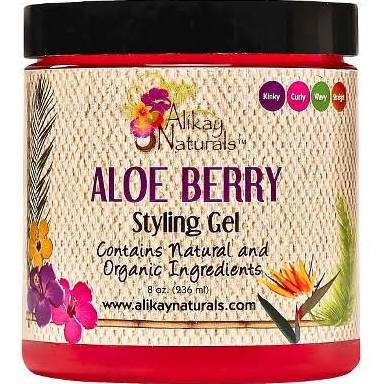 Kinky Curly Wavy Straight
Alikay
Naturals™
ALOE BERRY
Styling Gel
Contains Natural and
Organic Ingredients
8 oz. (236 ml)
www.alikaynaturals.com